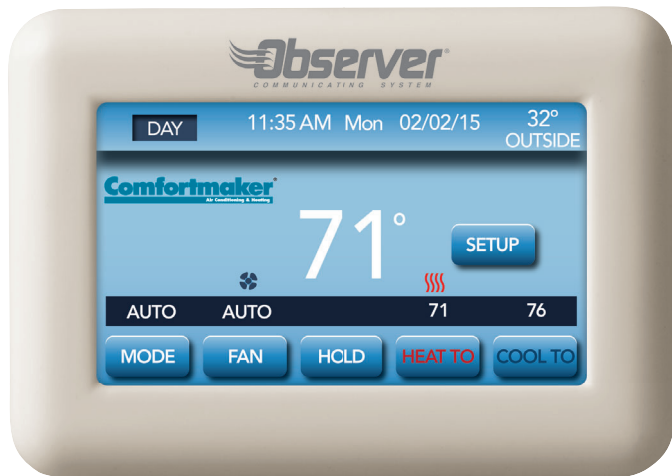 Observer®
COMMUNICATING SYSTEM
DAY 11:35 AM Mon 02/02/15 32°
OUTSIDE
Comfortmaker®
Air Conditioning & Heating
71°
SETUP
AUTO AUTO 71 76
MODE FAN HOLD HEAT TO COOL TO